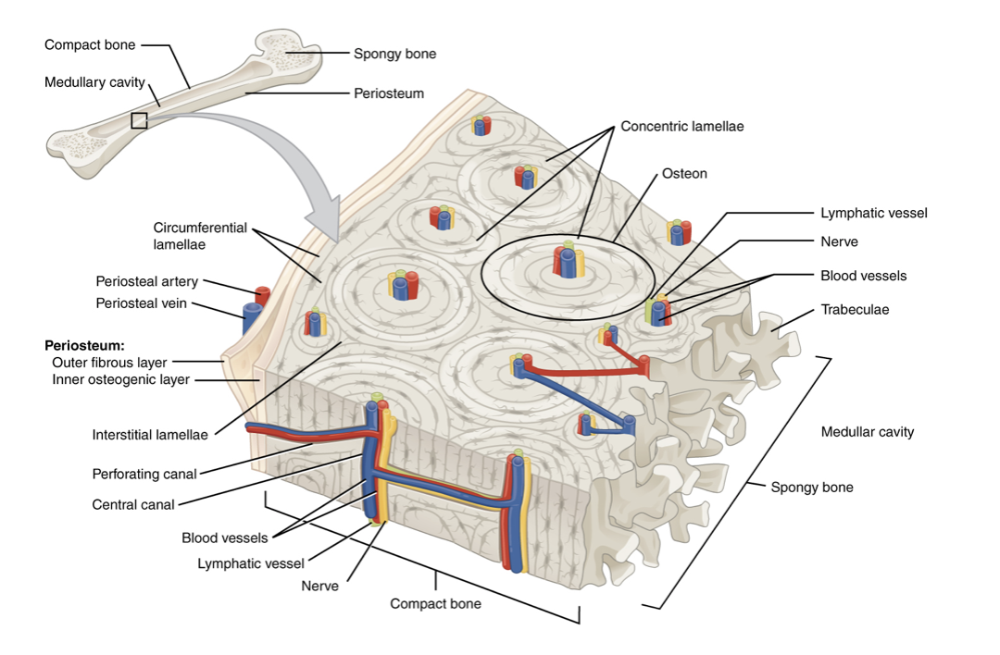 Compact bone
Spongy bone
Medullary cavity
Periosteum
Concentric lamellae
Osteon
Lymphatic vessel
Nerve
Blood vessels
Trabeculae
Circumferential
lamellae
Periosteal artery
Periosteal vein
Periosteum:
Outer fibrous layer
Inner osteogenic layer
Interstitial lamellae
Perforating canal
Central canal
Blood vessels
Lymphatic vessel
Nerve
Compact bone
Medullar cavity
Spongy bone